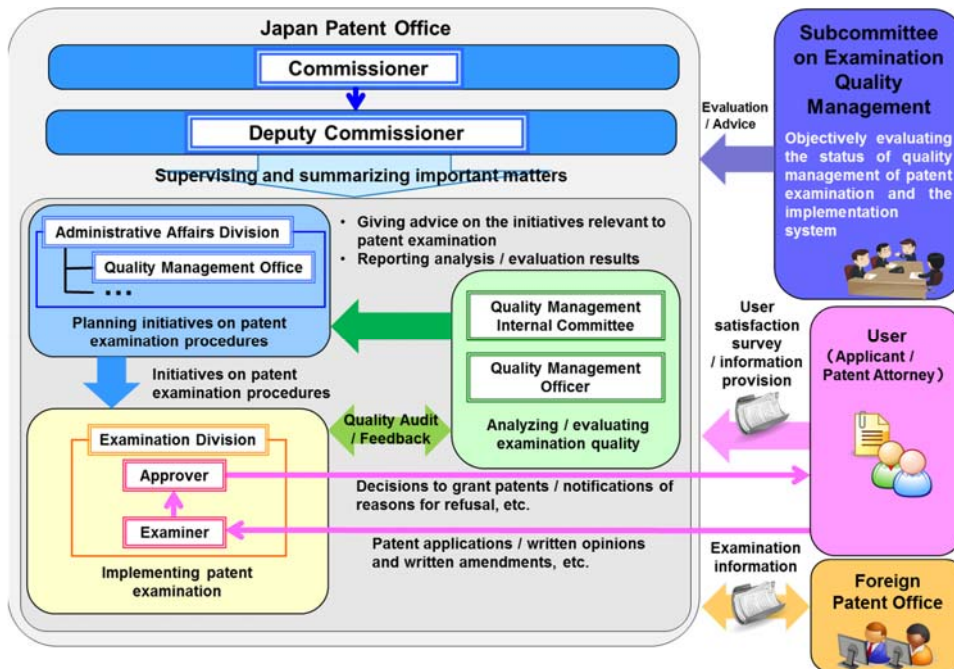 Japan Patent Office
Commissioner
Deputy Commissioner
Supervising and summarizing important matters
Subcommittee
on Examination
Quality
Management
Objectively evaluating
the status of quality
management of patent
examination and the
implementation
system
Evaluation
/ Advice
Administrative Affairs Division
Quality Management Office
...
Planning initiatives on patent
examination procedures
• Giving advice on the initiatives relevant to
patent examination
• Reporting analysis / evaluation results
Quality Management
Internal Committee
Quality Management
Officer
Analyzing / evaluating
examination quality
User
satisfaction
survey
/ information
provision
User
(Applicant /
Patent Attorney)
Initiatives on patent
examination procedures
Quality Audit
/ Feedback
Examination Division
Approver
Examiner
Implementing patent
examination
Decisions to grant patents / notifications of
reasons for refusal, etc.
Patent applications / written opinions
and written amendments, etc.
Examination
information
Foreign
Patent Office